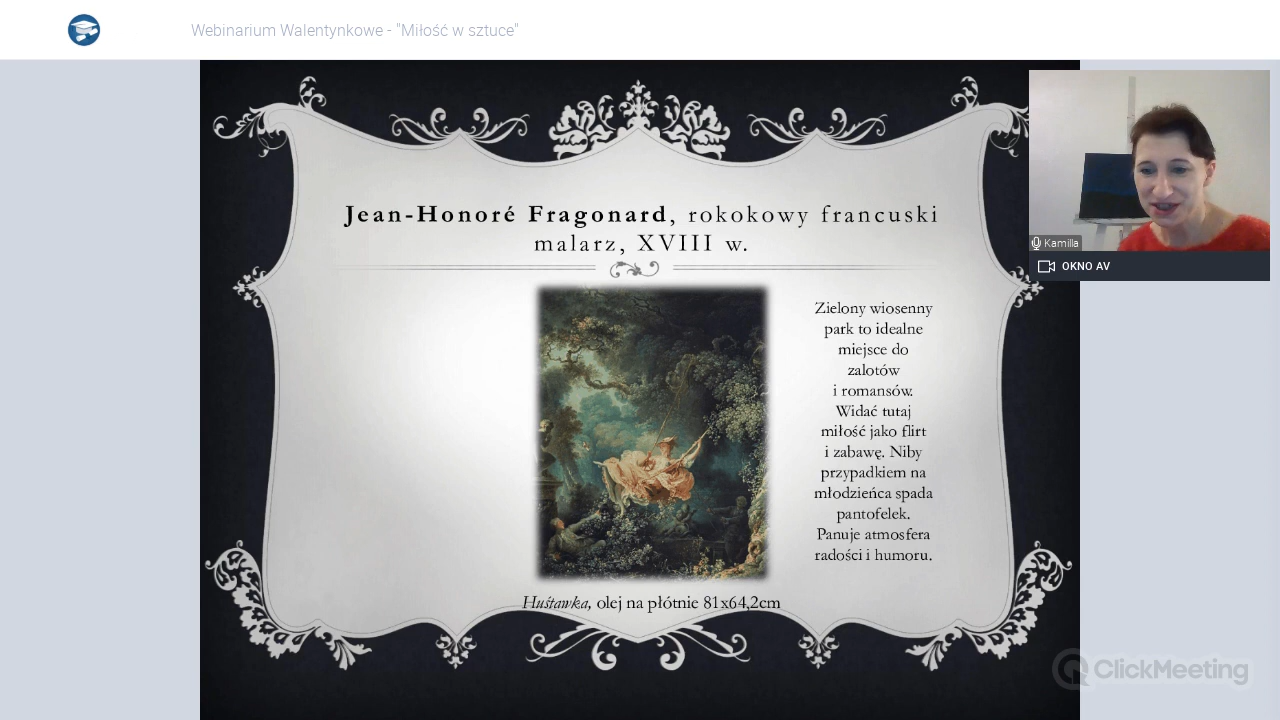 Webinarium Walentynkowe - "Miłość w sztuce"
Jean-Honoré Fragonard, rokokowy francuski
malarz, XVIII w.
Zielony wiosenny
park to idealne
miejsce do
zalotów
i romansów.
Widać tutaj
miłość jako flirt
i zabawę. Niby
przypadkiem na
młodzieńca spada
pantofelek.
Panuje atmosfera
radości i humoru.
Huśtawka, olej na płótnie 81x64,2cm
Kamilla
OKNO AV
ClickMeeting